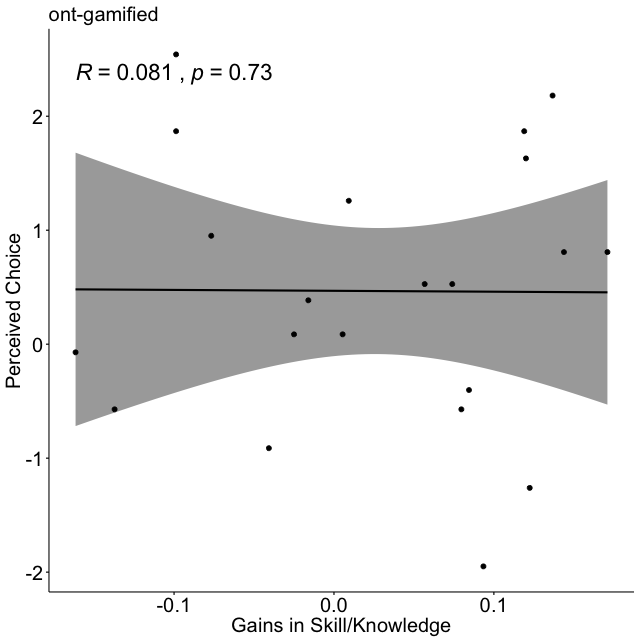 ont-gamified
R = 0.081 , p = 0.73
2
1
0
-1
-2
Perceived Choice
-0.1 0.0 0.1
Gains in Skill/Knowledge